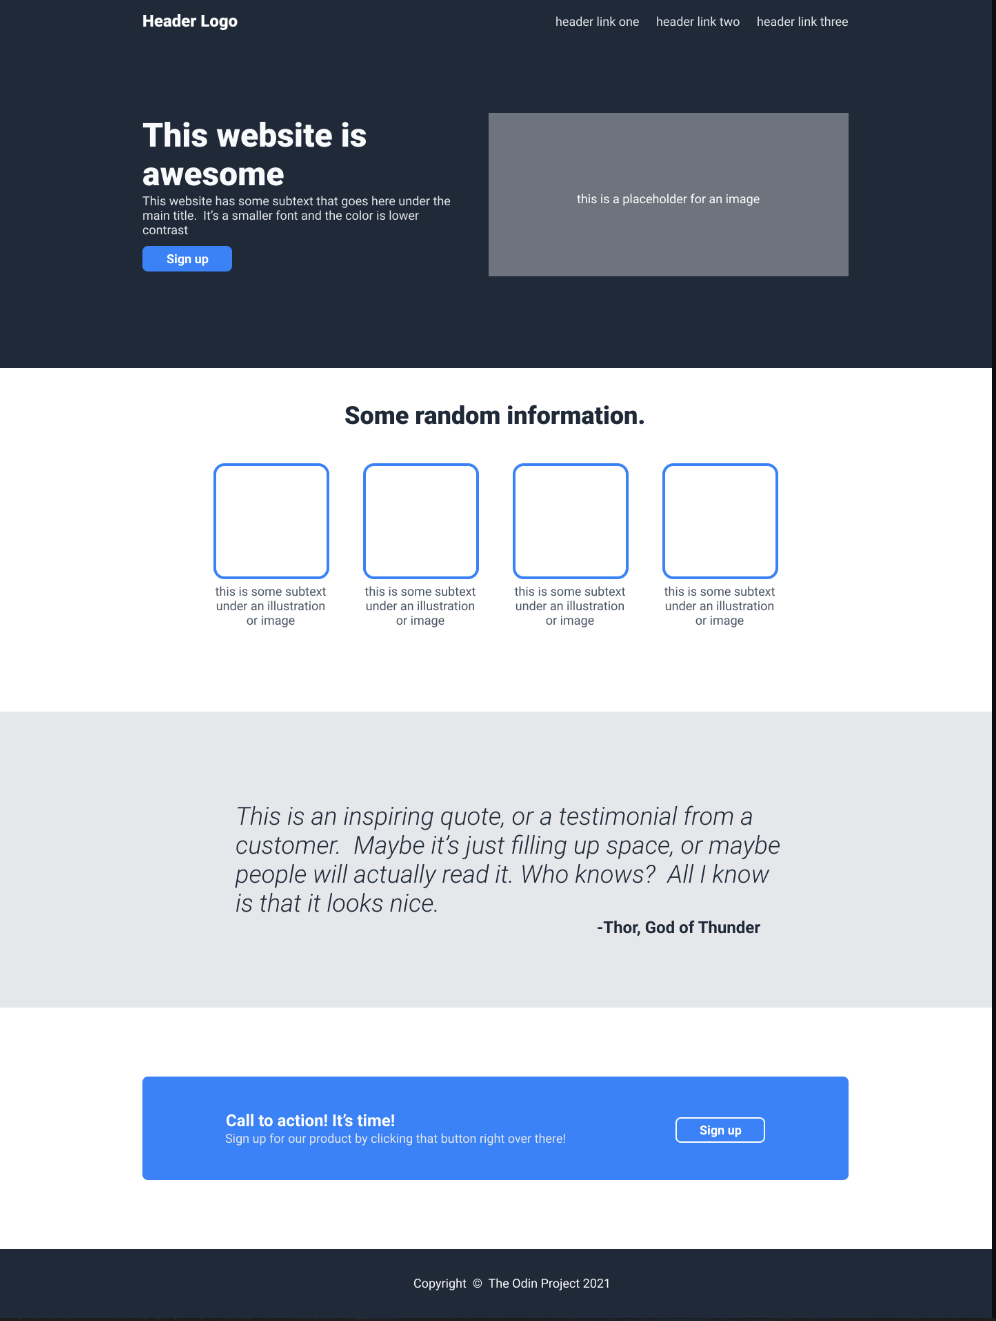 Header Logo
header link one header link two header link three
This website is
awesome
This website has some subtext that goes here under the
main title.  It’s a smaller font and the color is lower
contrast
Sign up
this is a placeholder for an image
Some random information.
this is some subtext
under an illustration
or image
this is some subtext
under an illustration
or image
this is some subtext
under an illustration
or image
this is some subtext
under an illustration
or image
This is an inspiring quote, or a testimonial from a
customer.  Maybe it’s just filling up space, or maybe
people will actually read it. Who knows?  All I know
is that it looks nice.
-Thor, God of Thunder
Call to action! It’s time!
Sign up for our product by clicking that button right over there!
Sign up
Copyright © The Odin Project 2021